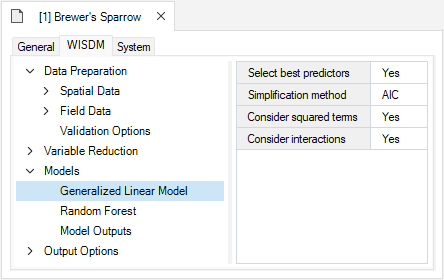 [1] Brewer's Sparrow
General WISDM System
Data Preparation
Spatial Data
Field Data
Validation Options
Variable Reduction
Models
Generalized Linear Model
Random Forest
Model Outputs
Output Options
Select best predictors Yes
Simplification method AIC
Consider squared terms Yes
Consider interactions Yes